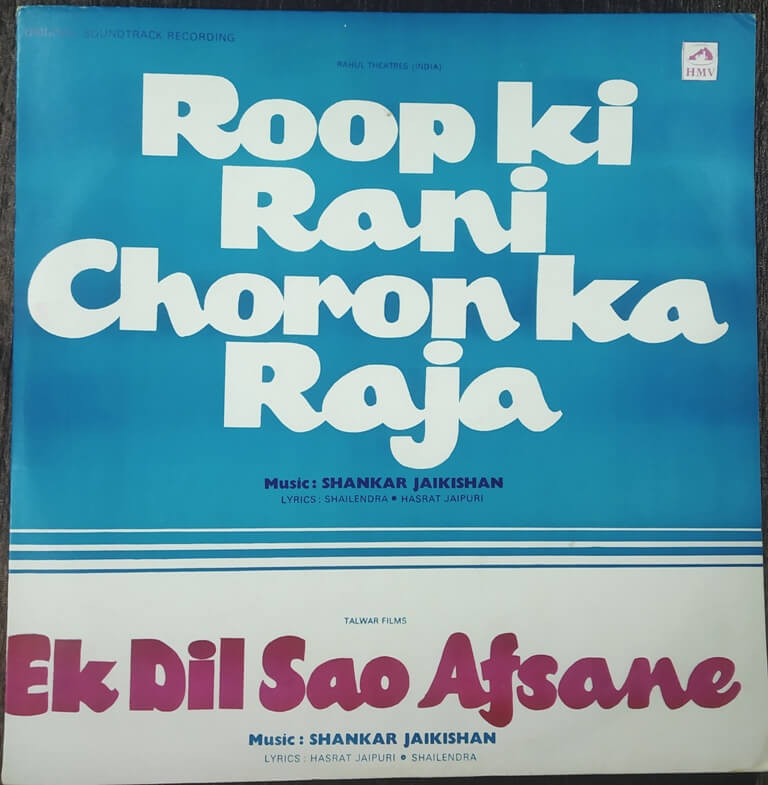 SOUNDTRACK RECORDING
RAHUL THEATRES (INDIA)
HMV
Roop ki
Rani
Choron ka
Raja
Music: SHANKAR JAIKISHAN
LYRICS: SHAILENDRA • HASRAT JAIPURI
TALWAR FILMS
Ek Dil Sao Afsane
Music: SHANKAR JAIKISHAN
LYRICS: HASRAT JAIPURI • SHAILENDRA